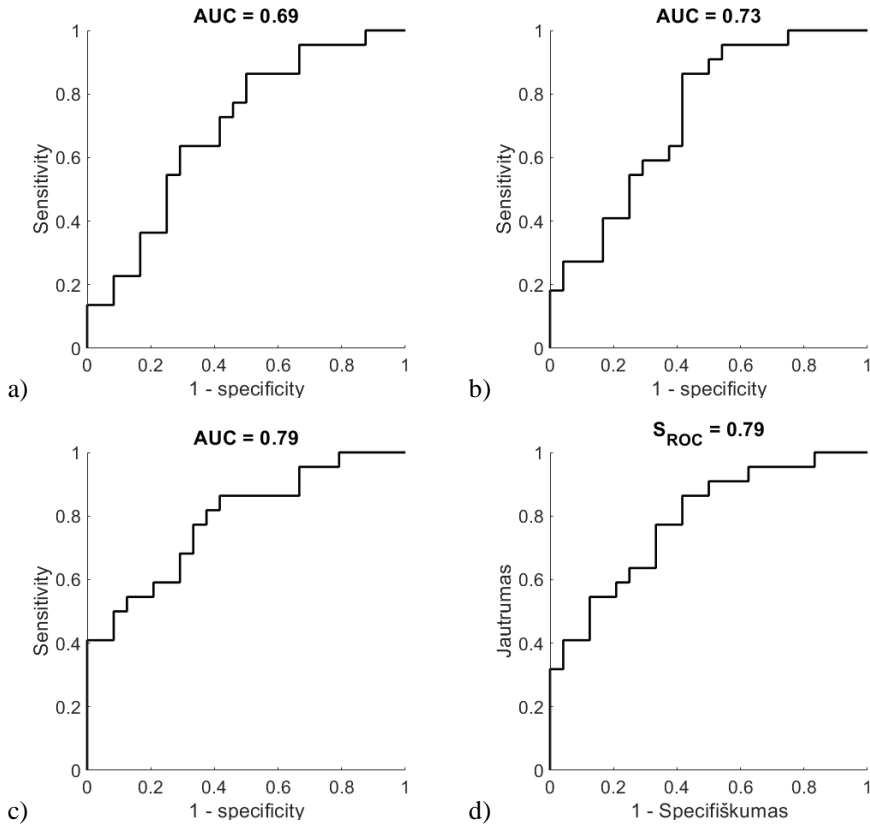 AUC = 0.69
1
0.8
0.6
0.4
0.2
0
Sensitivity
0 0.2 0.4 0.6 0.8 1
1 - specificity
a)
AUC = 0.73
1
0.8
0.6
0.4
0.2
0
Sensitivity
0 0.2 0.4 0.6 0.8 1
1 - specificity
b)
AUC = 0.79
1
0.8
0.6
0.4
0.2
0
Sensitivity
0 0.2 0.4 0.6 0.8 1
1 - specificity
c)
S_ROC = 0.79
1
0.8
0.6
0.4
0.2
0
Jautrumas
0 0.2 0.4 0.6 0.8 1
1 - Specifiškumas
d)